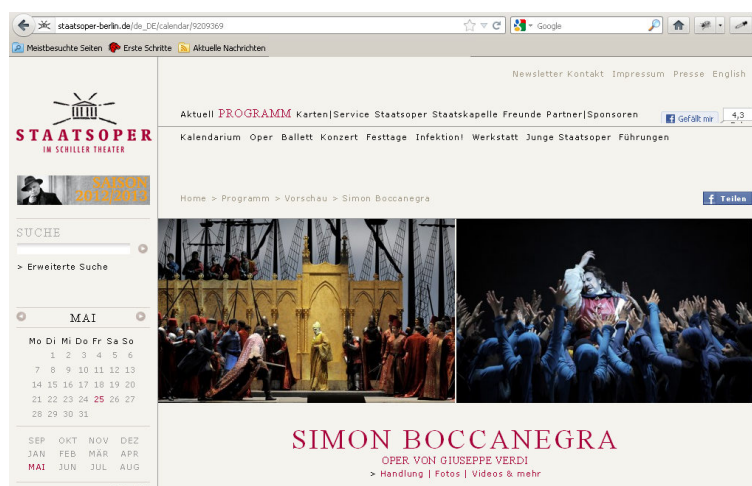 staatsoper-berlin.de/de_DE/calendar/9209369
Google
Meistbesuchte Seiten Erste Schritte Aktuelle Nachrichten
Newsletter Kontakt Impressum Presse English
STAATSOPER
IM SCHILLER THEATER
Aktuell PROGRAMM Karten|Service Staatsoper Staatskapelle Freunde Partner|Sponsoren
Gefällt mir 4,3
Kalendarium Oper Ballett Konzert Festtage Infektion! Werkstatt Junge Staatsoper Führungen
SAISON
2012/2013
Home > Programm > Vorschau > Simon Boccanegra
Teilen
SUCHE
> Erweiterte Suche
MAI
Mo Di Mi Do Fr Sa So
1 2 3 4 5 6
7 8 9 10 11 12 13
14 15 16 17 18 19 20
21 22 23 24 25 26 27
28 29 30 31
SEP OKT NOV DEZ
JAN FEB MÄR APR
MAI JUN JUL AUG
SIMON BOCCANEGRA
OPER VON GIUSEPPE VERDI
> Handlung | Fotos | Videos & mehr